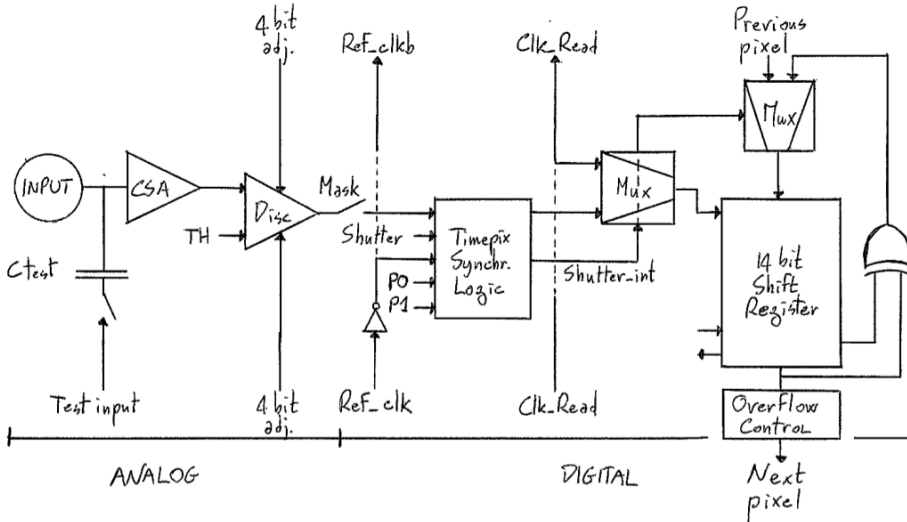 4 bit
adj.
Ref_clkb
Clk_Read
Previous
pixel
Mux
INPUT
CSA
Disc
Mask
TH
Shutter
Timepix
Synchr.
Logic
P0
P1
Mux
Shutter_int
14 bit
Shift
Register
Ctest
Test input
4 bit
adj.
Ref_clk
Clk_Read
Overflow
Control
ANALOG
DIGITAL
Next
pixel